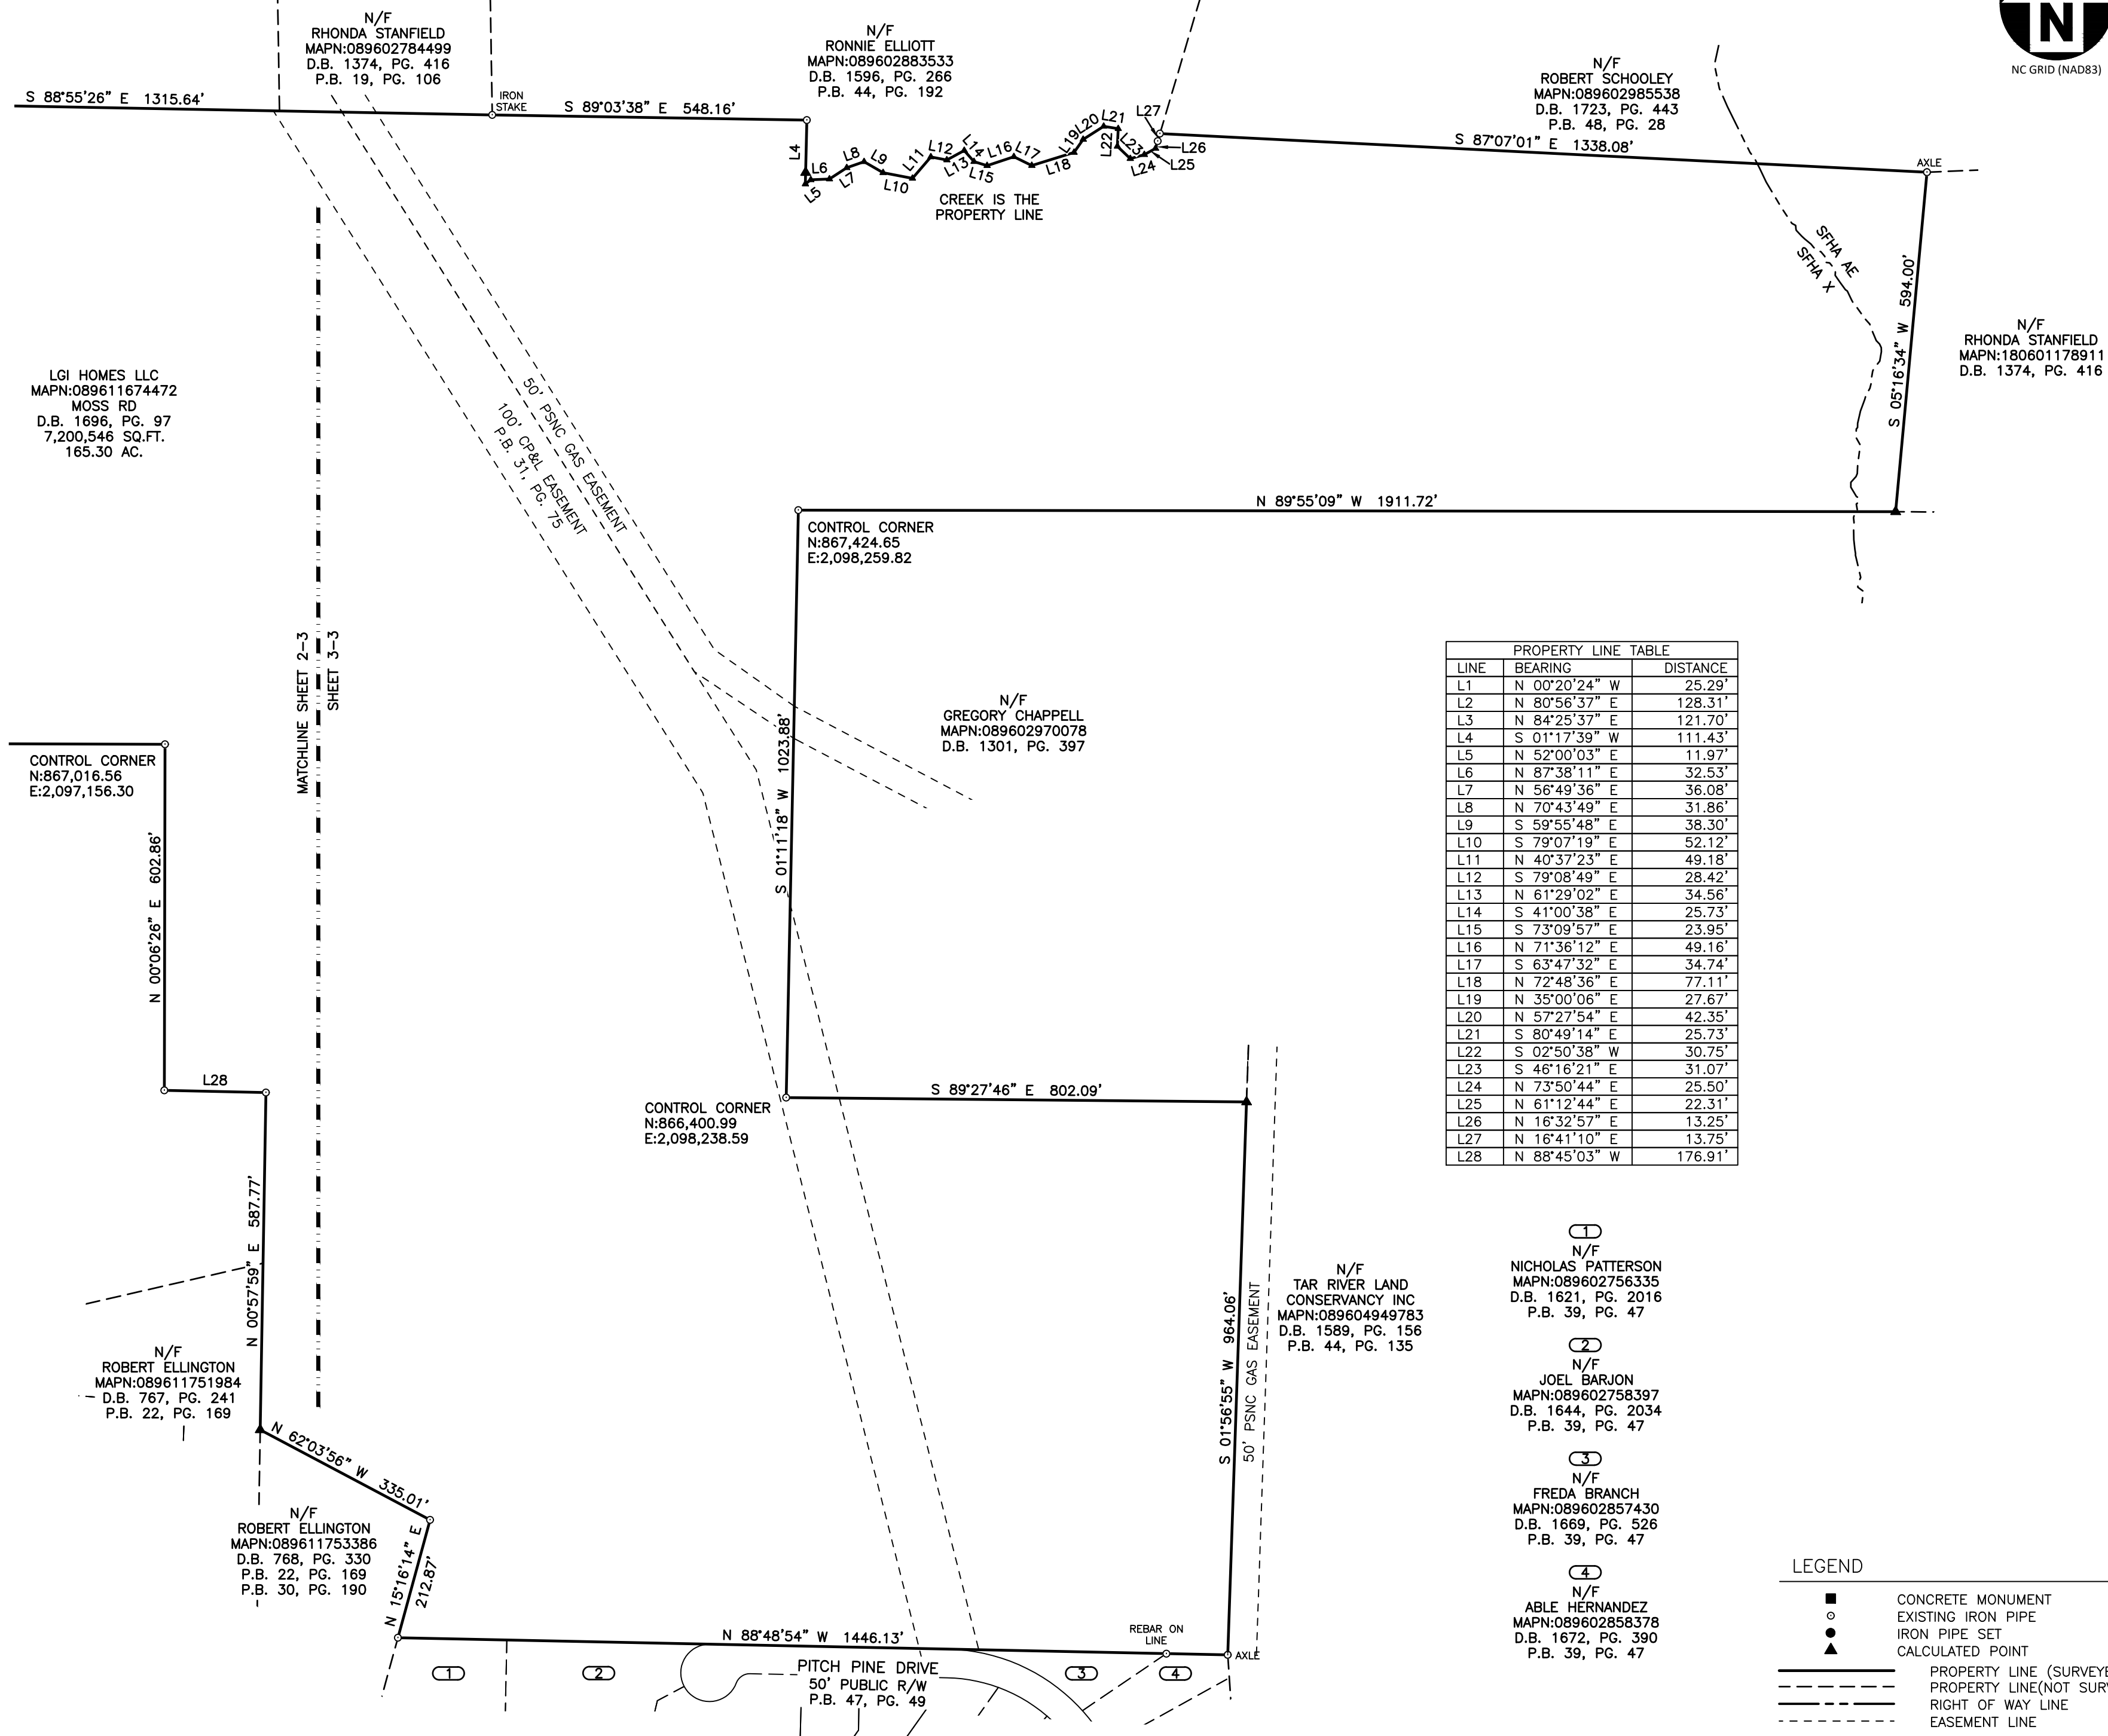 N
NC GRID (NAD83)
N/F
RHONDA STANFIELD
MAPN:089602784499
D.B. 1374, PG. 416
P.B. 19, PG. 106
N/F
RONNIE ELLIOTT
MAPN:089602883533
D.B. 1596, PG. 266
P.B. 44, PG. 192
N/F
ROBERT SCHOOLEY
MAPN:089602985538
D.B. 1723, PG. 443
P.B. 48, PG. 28
S 88°55'26" E 1315.64'
IRON
STAKE
S 89°03'38" E 548.16'
L4
L5
L6
L7
L8
L9
L10
L11
L12
L13
L14
L15
L16
L17
L18
L19
L20
L21
L22
L23
L24
L25
L26
L27
CREEK IS THE
PROPERTY LINE
S 87°07'01" E 1338.08'
AXLE
SFHA AE
SFHA X
S 05°16'34" W 594.00'
N/F
RHONDA STANFIELD
MAPN:180601178911
D.B. 1374, PG. 416
LGI HOMES LLC
MAPN:089611674472
MOSS RD
D.B. 1696, PG. 97
7,200,546 SQ.FT.
165.30 AC.
50' PSNC GAS EASEMENT
100' CP&L EASEMENT
P.B. 31, PG. 75
N 89°55'09" W 1911.72'
CONTROL CORNER
N:867,424.65
E:2,098,259.82
MATCHLINE SHEET 2-3
SHEET 3-3
S 01°11'18" W 1023.88'
N/F
GREGORY CHAPPELL
MAPN:089602970078
D.B. 1301, PG. 397
CONTROL CORNER
N:867,016.56
E:2,097,156.30
N 00°06'26" E 602.86'
L28
PROPERTY LINE TABLE
LINE BEARING DISTANCE
L1 N 00°20'24" W 25.29'
L2 N 80°56'37" E 128.31'
L3 N 84°25'37" E 121.70'
L4 S 01°17'39" W 111.43'
L5 N 52°00'03" E 11.97'
L6 N 87°38'11" E 32.53'
L7 N 56°49'36" E 36.08'
L8 N 70°43'49" E 31.86'
L9 S 59°55'48" E 38.30'
L10 S 79°07'19" E 52.12'
L11 N 40°37'23" E 49.18'
L12 S 79°08'49" E 28.42'
L13 N 61°29'02" E 34.56'
L14 S 41°00'38" E 25.73'
L15 S 73°09'57" E 23.95'
L16 N 71°36'12" E 49.16'
L17 S 63°47'32" E 34.74'
L18 N 72°48'36" E 77.11'
L19 N 35°00'06" E 27.67'
L20 N 57°27'54" E 42.35'
L21 S 80°49'14" E 25.73'
L22 S 02°50'38" W 30.75'
L23 S 46°16'21" E 31.07'
L24 N 73°50'44" E 25.50'
L25 N 61°12'44" E 22.31'
L26 N 16°32'57" E 13.25'
L27 N 16°41'10" E 13.75'
L28 N 88°45'03" W 176.91'
S 89°27'46" E 802.09'
CONTROL CORNER
N:866,400.99
E:2,098,238.59
N 00°57'59" E 587.77'
N/F
ROBERT ELLINGTON
MAPN:089611751984
D.B. 767, PG. 241
P.B. 22, PG. 169
N 62°03'56" W 335.01'
N/F
ROBERT ELLINGTON
MAPN:089611753386
D.B. 768, PG. 330
P.B. 22, PG. 169
P.B. 30, PG. 190
N 15°16'14" E
212.87'
S 01°56'55" W 964.06'
50' PSNC GAS EASEMENT
N/F
TAR RIVER LAND
CONSERVANCY INC
MAPN:089604949783
D.B. 1589, PG. 156
P.B. 44, PG. 135
N 88°48'54" W 1446.13'
REBAR ON
LINE
AXLE
1
2
3
4
PITCH PINE DRIVE
50' PUBLIC R/W
P.B. 47, PG. 49
1
N/F
NICHOLAS PATTERSON
MAPN:089602756335
D.B. 1621, PG. 2016
P.B. 39, PG. 47
2
N/F
JOEL BARJON
MAPN:089602758397
D.B. 1644, PG. 2034
P.B. 39, PG. 47
3
N/F
FREDA BRANCH
MAPN:089602857430
D.B. 1669, PG. 526
P.B. 39, PG. 47
4
N/F
ABLE HERNANDEZ
MAPN:089602858378
D.B. 1672, PG. 390
P.B. 39, PG. 47
LEGEND
CONCRETE MONUMENT
EXISTING IRON PIPE
IRON PIPE SET
CALCULATED POINT
PROPERTY LINE (SURVEYE
PROPERTY LINE(NOT SURV
RIGHT OF WAY LINE
EASEMENT LINE